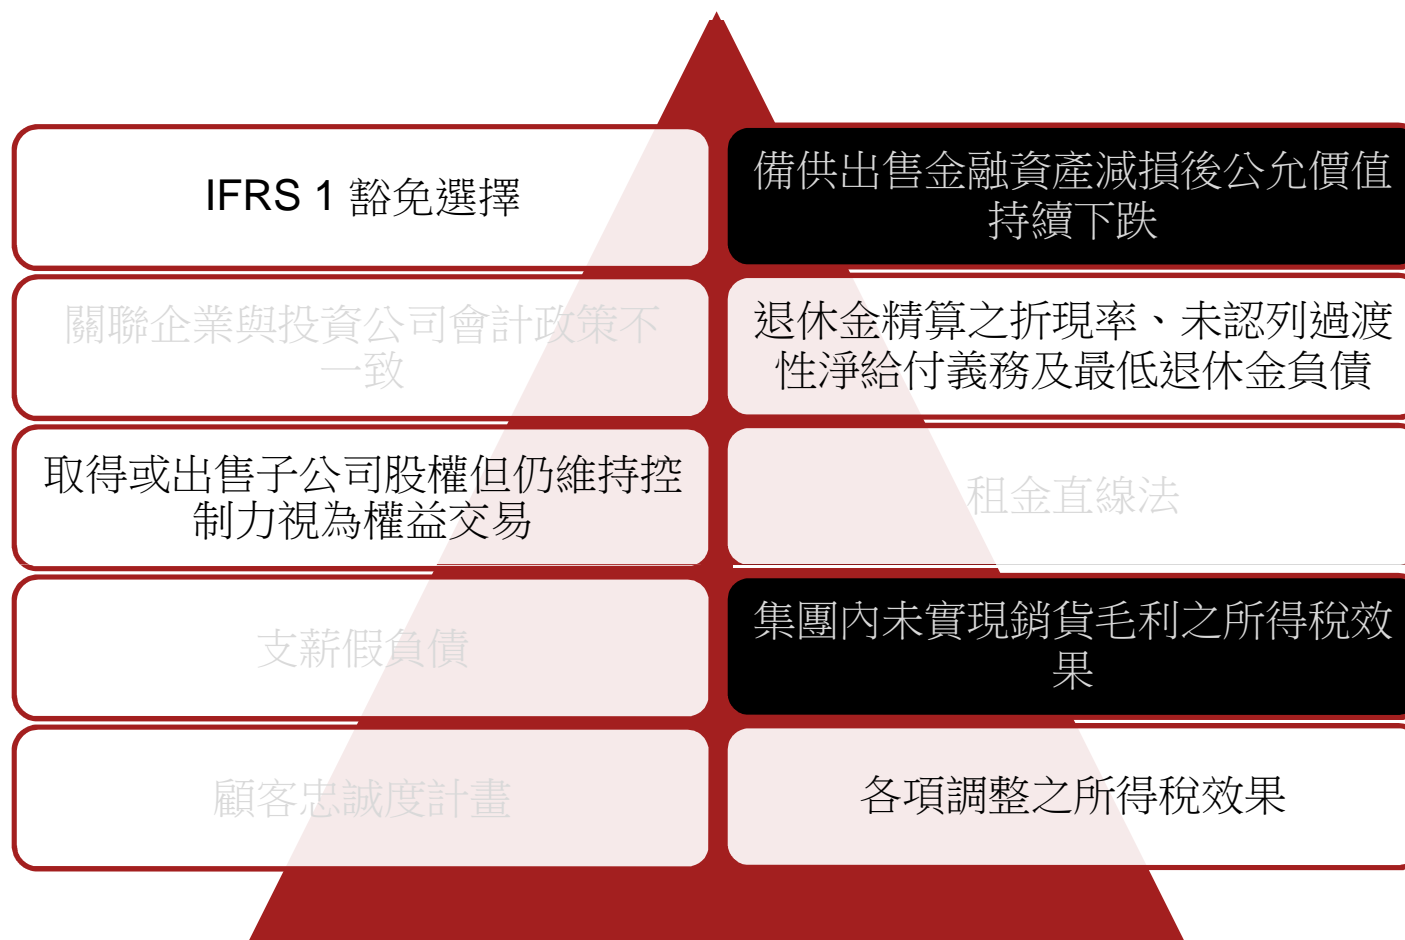 IFRS 1 豁免選擇
備供出售金融資產減損後公允價值
持續下跌
關聯企業與投資公司會計政策不
一致
退休金精算之折現率、未認列過渡
性淨給付義務及最低退休金負債
取得或出售子公司股權但仍維持控
制力視為權益交易
租金直線法
支薪假負債
集團內未實現銷貨毛利之所得稅效
果
顧客忠誠度計畫
各項調整之所得稅效果